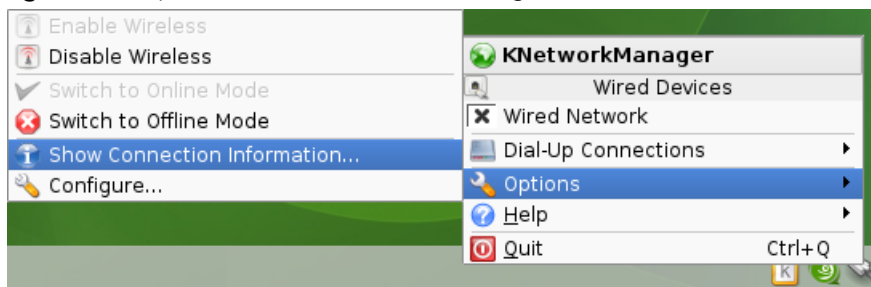 Enable Wireless
Disable Wireless
Switch to Online Mode
Switch to Offline Mode
Show Connection Information...
Configure...
KNetworkManager
Wired Devices
Wired Network
Dial-Up Connections
Options
Help
Quit Ctrl+Q
K